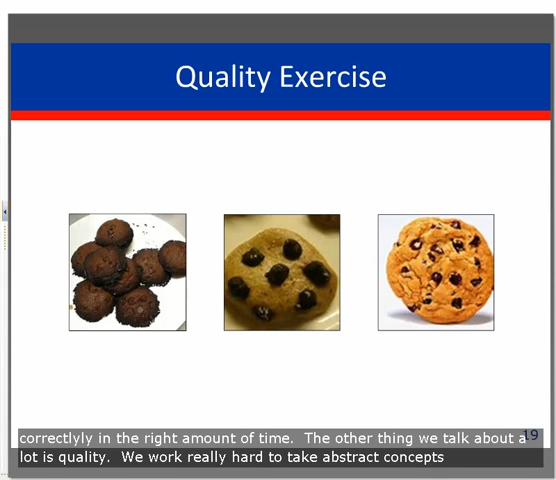 Quality Exercise
19
correctlyly in the right amount of time.  The other thing we talk about a
lot is quality.  We work really hard to take abstract concepts